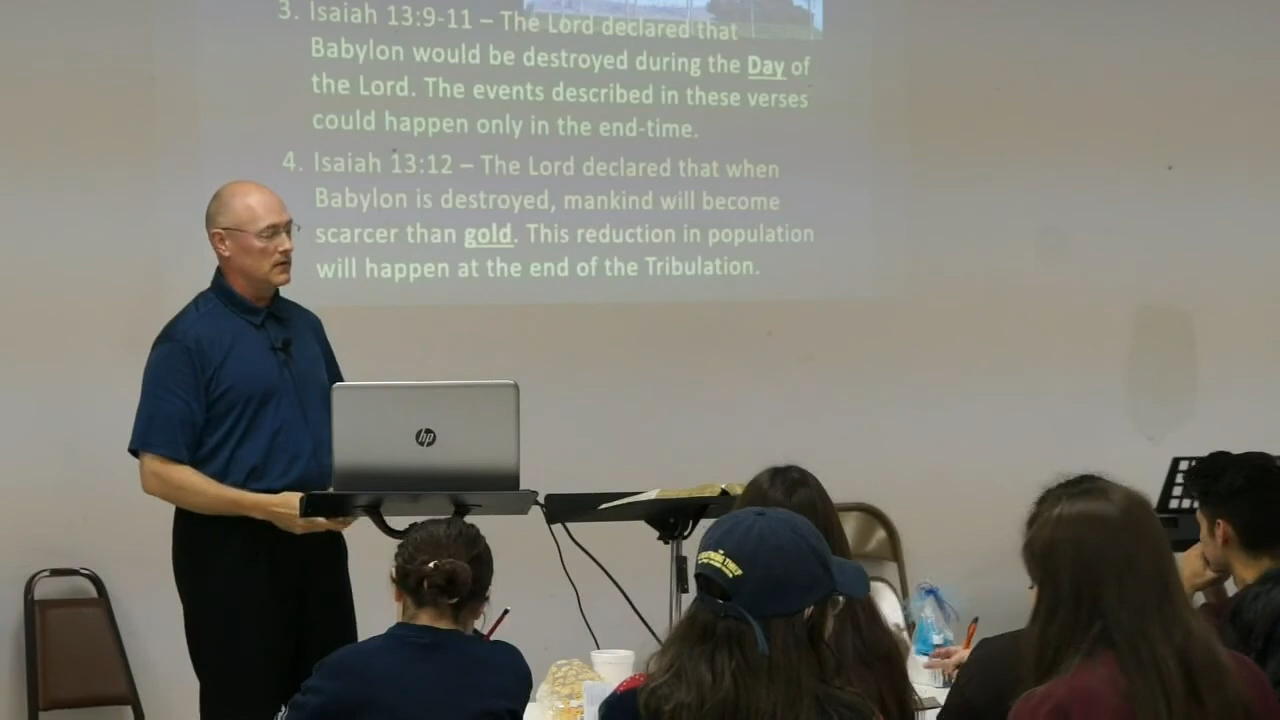 3. Isaiah 13:9-11 – The Lord declared that
Babylon would be destroyed during the Day of
the Lord. The events described in these verses
could happen only in the end-time.
4. Isaiah 13:12 – The Lord declared that when
Babylon is destroyed, mankind will become
scarcer than gold. This reduction in population
will happen at the end of the Tribulation.
hp